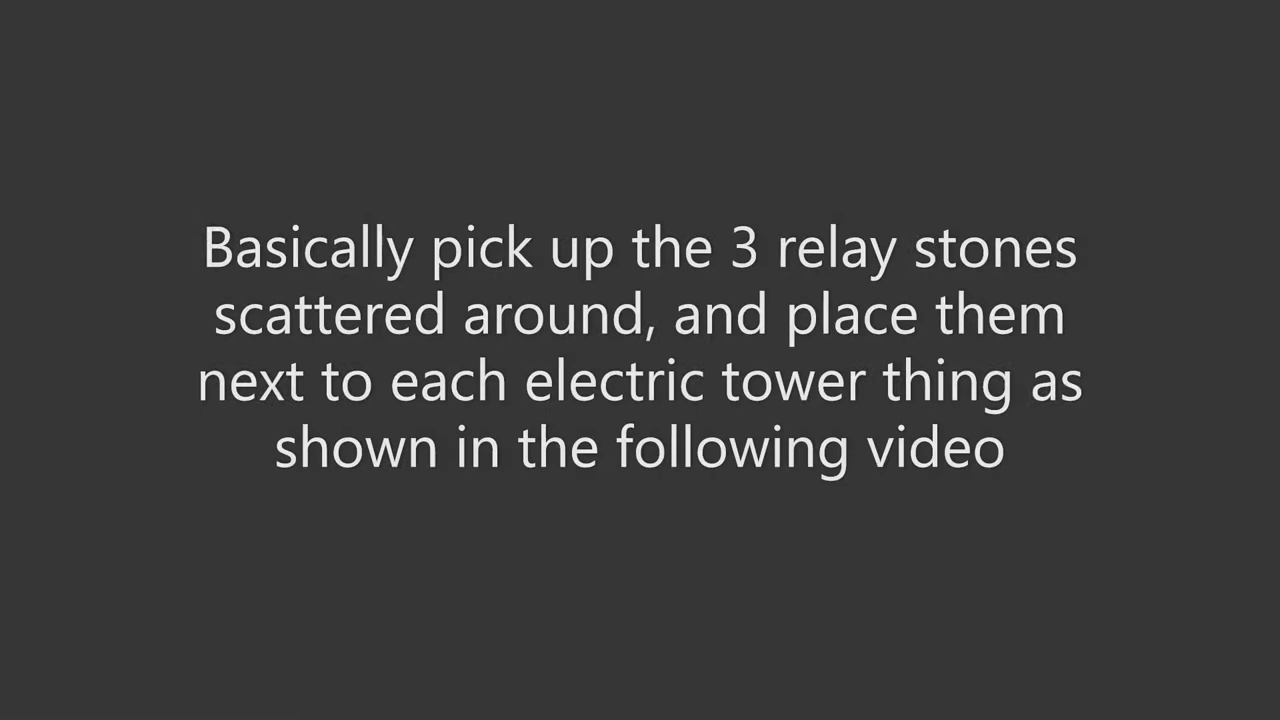 Basically pick up the 3 relay stones
scattered around, and place them
next to each electric tower thing as
shown in the following video